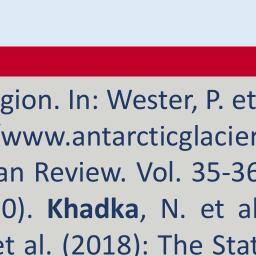 gion. In: Wester, P. et
www.antarcticglacier
an Review. Vol. 35-36
0). Khadka, N. et al
et al. (2018): The Stat